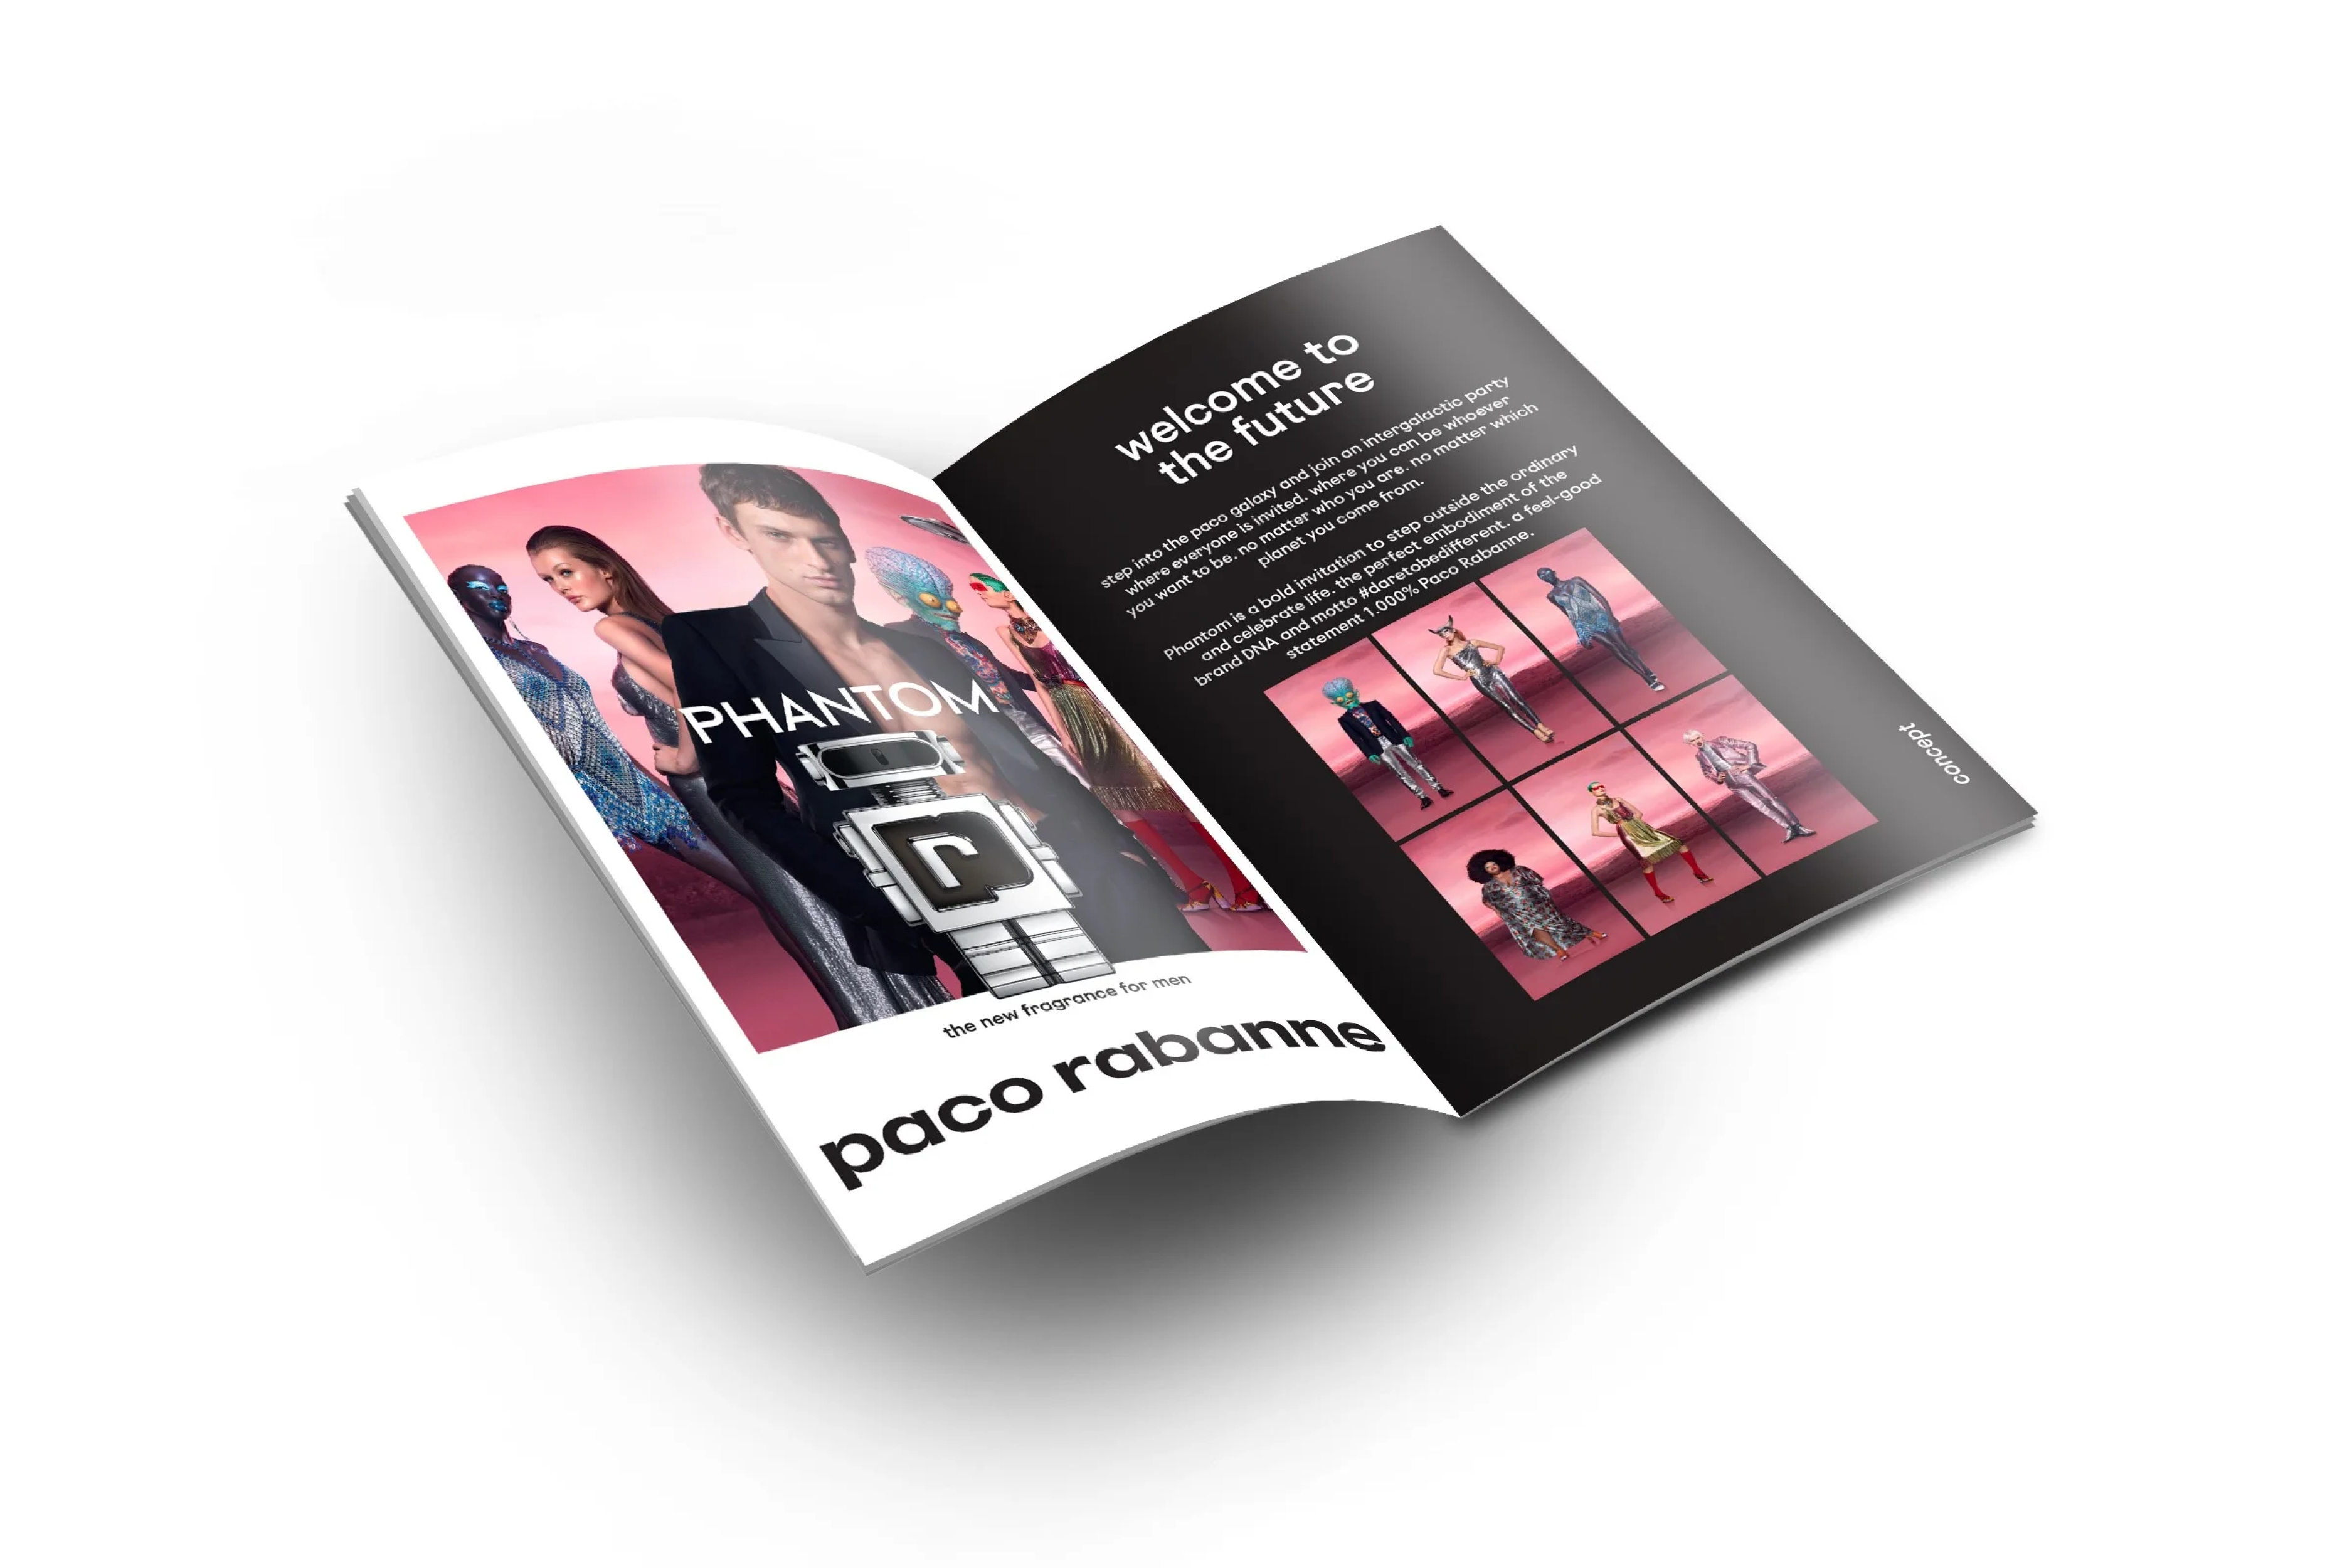 PHANTOM
r
the new fragrance for men
paco rabanne
welcome to
the future
step into the paco galaxy and join an intergalactic party
where everyone is invited. where you can be whoever
you want to be. no matter who you are. no matter which
planet you come from.
Phantom is a bold invitation to step outside the ordinary
and celebrate life. the perfect embodiment of the
brand DNA and motto #daretobedifferent. a feel-good
statement 1.000% Paco Rabanne.
concept